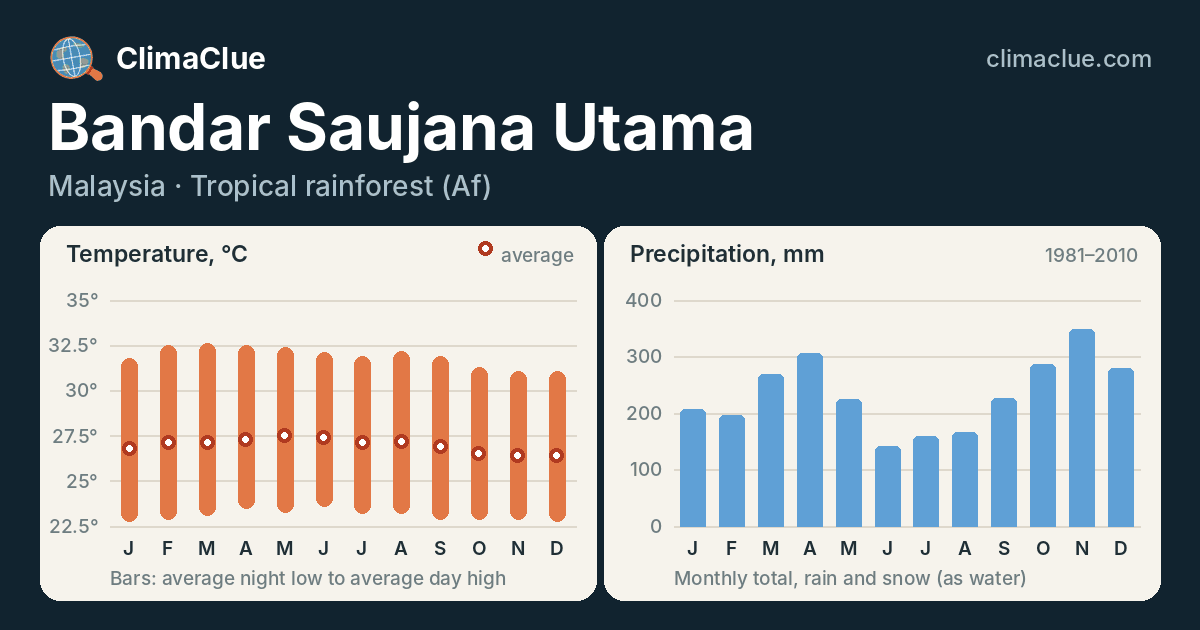 ClimaClue
climaclue.com
Bandar Saujana Utama
Malaysia · Tropical rainforest (Af)
Temperature, °C
average
35°
32.5°
30°
27.5°
25°
22.5°
J F M A M J J A S O N D
Bars: average night low to average day high
Precipitation, mm
1981–2010
400
300
200
100
0
J F M A M J J A S O N D
Monthly total, rain and snow (as water)